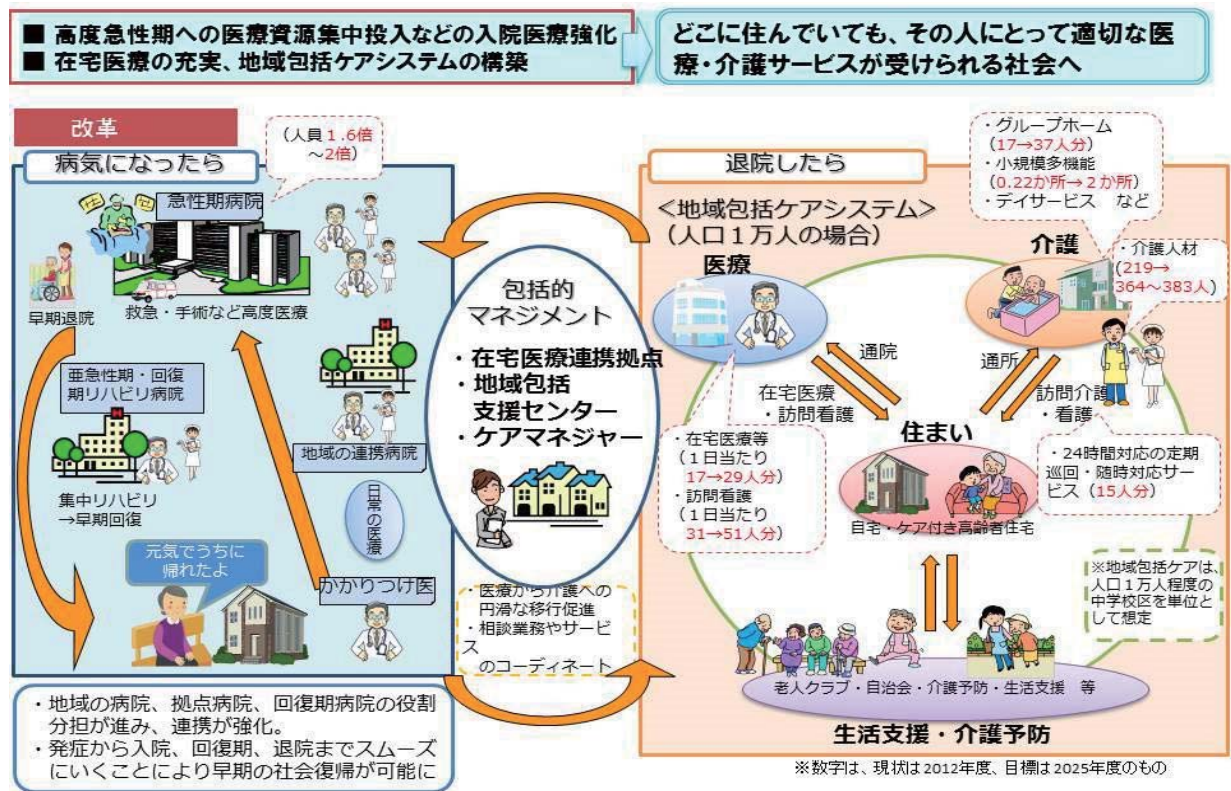 ■ 高度急性期への医療資源集中投入などの入院医療強化
■ 在宅医療の充実、地域包括ケアシステムの構築
どこに住んでいても、その人にとって適切な医
療・介護サービスが受けられる社会へ
改革
病気になったら
(人員1.6倍
～2倍)
急性期病院
早期退院
救急・手術など高度医療
亜急性期・回復
期リハビリ病院
地域の連携病院
集中リハビリ
→早期回復
日常の医療
元気でうちに
帰れたよ
かかりつけ医
・地域の病院、拠点病院、回復期病院の役割
分担が進み、連携が強化。
・発症から入院、回復期、退院までスムーズ
にいくことにより早期の社会復帰が可能に
包括的
マネジメント
・在宅医療連携拠点
・地域包括
支援センター
・ケアマネジャー
・医療から介護への
円滑な移行促進
・相談業務やサービ
ス
のコーディネート
退院したら
＜地域包括ケアシステム＞
(人口1万人の場合)
医療
介護
・グループホーム
(17→37人分)
・小規模多機能
(0.22か所→2か所)
・デイサービス など
・介護人材
(219→
364～383人)
通院
通所
在宅医療
・訪問看護
訪問介護
・看護
・在宅医療等
(1日当たり
17→29人分)
・訪問看護
(1日当たり
31→51人分)
住まい
自宅・ケア付き高齢者住宅
・24時間対応の定期
巡回・随時対応サー
ビス(15人分)
※地域包括ケアは、
人口1万人程度の
中学校区を単位と
して想定
老人クラブ・自治会・介護予防・生活支援 等
生活支援・介護予防
※数字は、現状は2012年度、目標は2025年度のもの